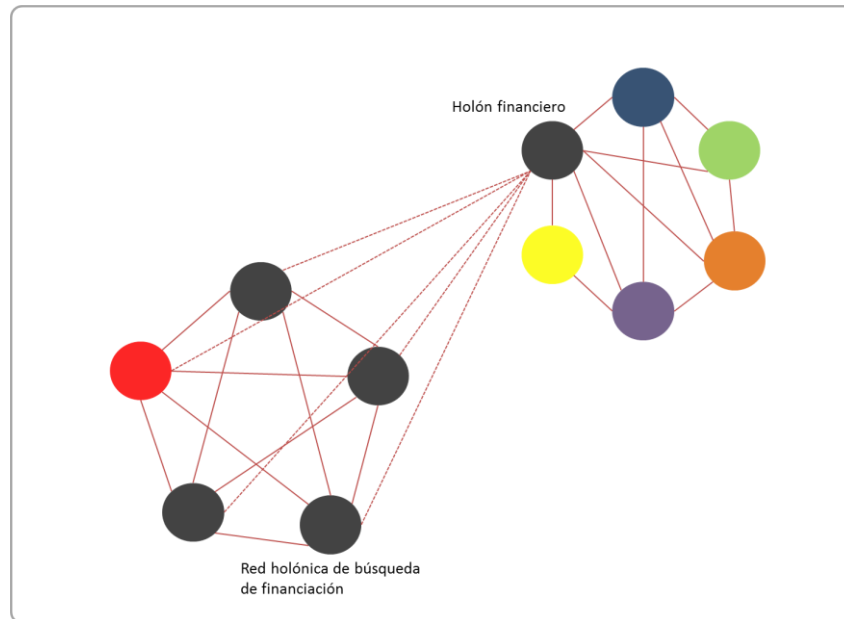 Holón financiero
Red holónica de búsqueda
de financiación